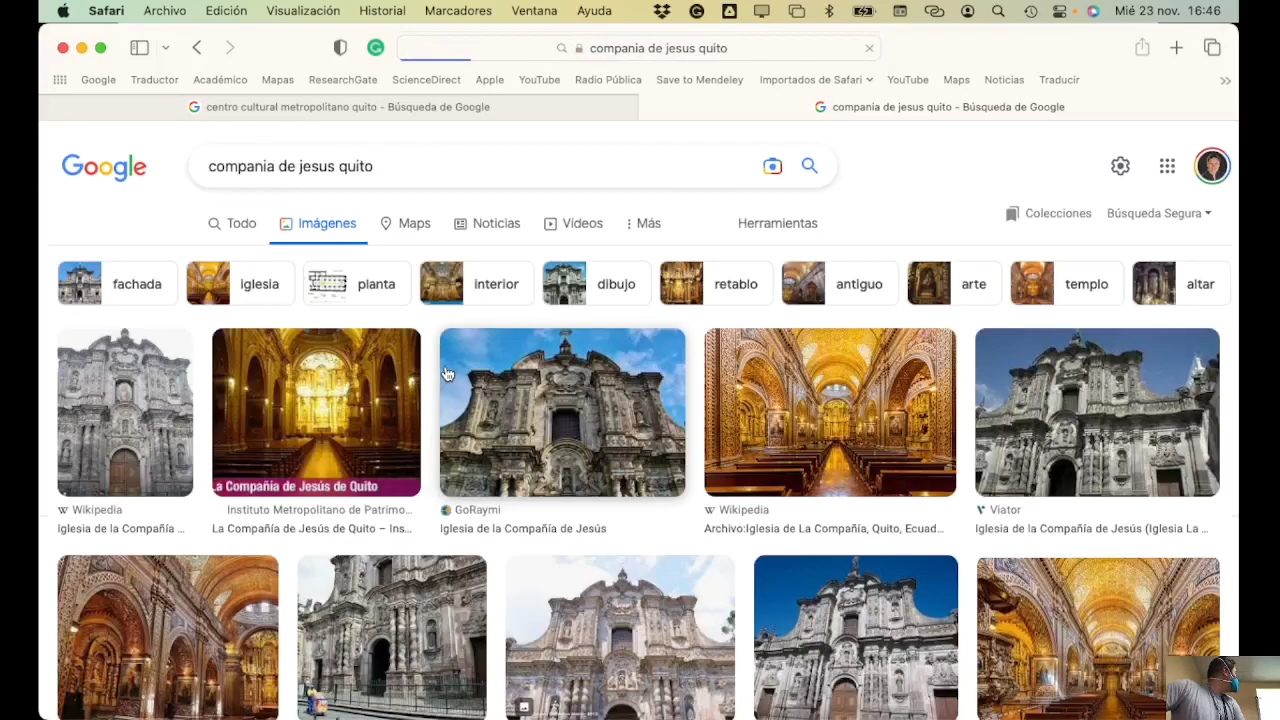 Safari Archivo Edición Visualización Historial Marcadores Ventana Ayuda Mié 23 nov. 16:46
compania de jesus quito
Google Traductor Académico Mapas ResearchGate ScienceDirect Apple YouTube Radio Pública Save to Mendeley Importados de Safari YouTube Maps Noticias Traducir
centro cultural metropolitano quito - Búsqueda de Google compania de jesus quito - Búsqueda de Google
Google compania de jesus quito
Todo Imágenes Maps Noticias Vídeos Más Herramientas Colecciones Búsqueda Segura
fachada iglesia planta interior dibujo retablo antiguo arte templo altar
La Compañía de Jesús de Quito
Wikipedia Instituto Metropolitano de Patrimo... GoRaymi Wikipedia Viator
Iglesia de la Compañía ... La Compañía de Jesús de Quito – Ins... Iglesia de la Compañía de Jesús Archivo:Iglesia de La Compañía, Quito, Ecuad... Iglesia de la Compañía de Jesús (Iglesia La ...